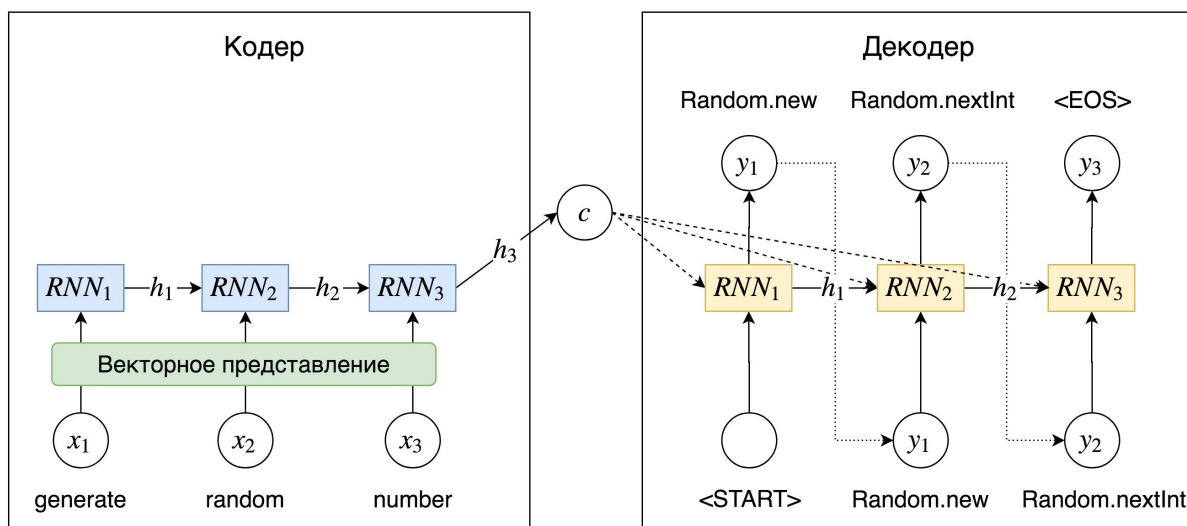 Кодер
h₃
RNN₁ h₁ RNN₂ h₂ RNN₃
Векторное представление
x₁ x₂ x₃
generate random number
c
Декодер
Random.new Random.nextInt <EOS>
y₁ y₂ y₃
RNN₁ h₁ RNN₂ h₂ RNN₃
y₁ y₂
<START> Random.new Random.nextInt